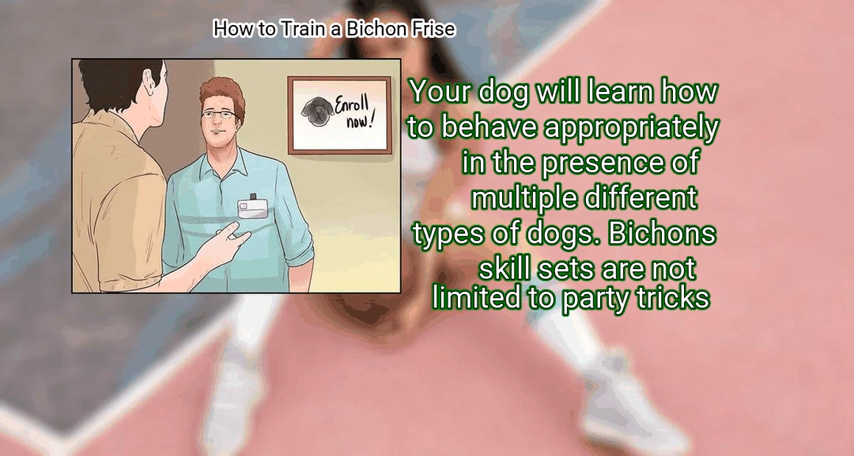 How to Train a Bichon Frise
Enroll
now!
Your dog will learn how
to behave appropriately
in the presence of
multiple different
types of dogs. Bichons
skill sets are not
limited to party tricks